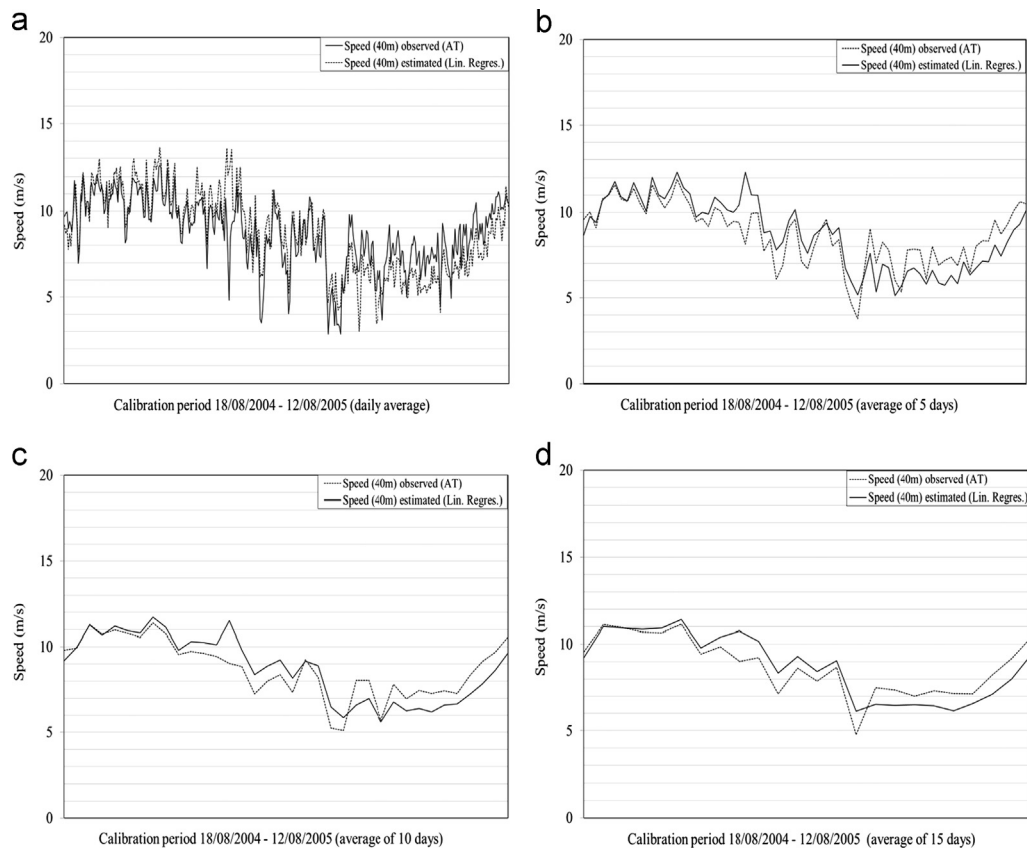 a
20
15
10
5
0
Speed (m/s)
Speed (40m) observed (AT)
Speed (40m) estimated (Lin. Regres.)
Calibration period 18/08/2004 - 12/08/2005 (daily average)
b
20
15
10
5
0
Speed (m/s)
Speed (40m) observed (AT)
Speed (40m) estimated (Lin. Regres.)
Calibration period 18/08/2004 - 12/08/2005 (average of 5 days)
c
20
15
10
5
0
Speed (m/s)
Speed (40m) observed (AT)
Speed (40m) estimated (Lin. Regres.)
Calibration period 18/08/2004 - 12/08/2005 (average of 10 days)
d
20
15
10
5
0
Speed (m/s)
Speed (40m) observed (AT)
Speed (40m) estimated (Lin. Regres.)
Calibration period 18/08/2004 - 12/08/2005 (average of 15 days)